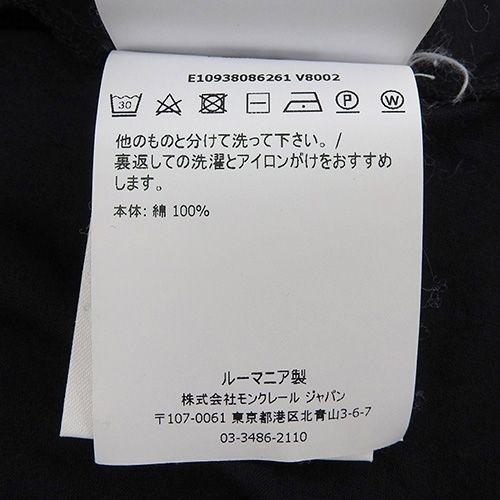 E10938086261 V8002
30
P
W
他のものと分けて洗って下さい。/
裏返しての洗濯とアイロンがけをおすすめ
します。
本体: 綿 100%
ルーマニア製
株式会社モンクレール ジャパン
〒107-0061 東京都港区北青山3-6-7
03-3486-2110